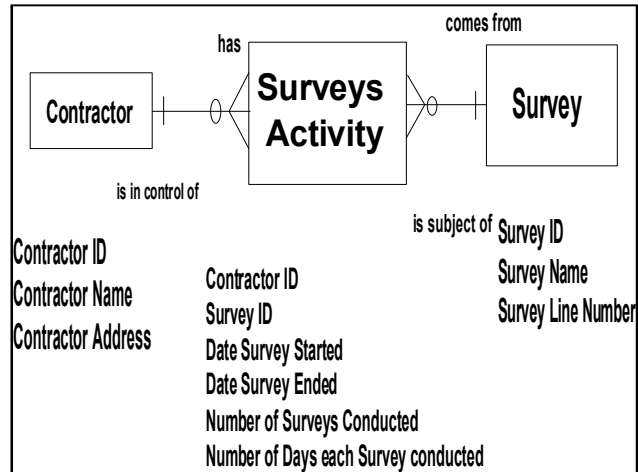 has
comes from
Contractor
Surveys
Activity
Survey
is in control of
is subject of
Contractor ID
Contractor Name
Contractor Address
Contractor ID
Survey ID
Date Survey Started
Date Survey Ended
Number of Surveys Conducted
Number of Days each Survey conducted
Survey ID
Survey Name
Survey Line Number